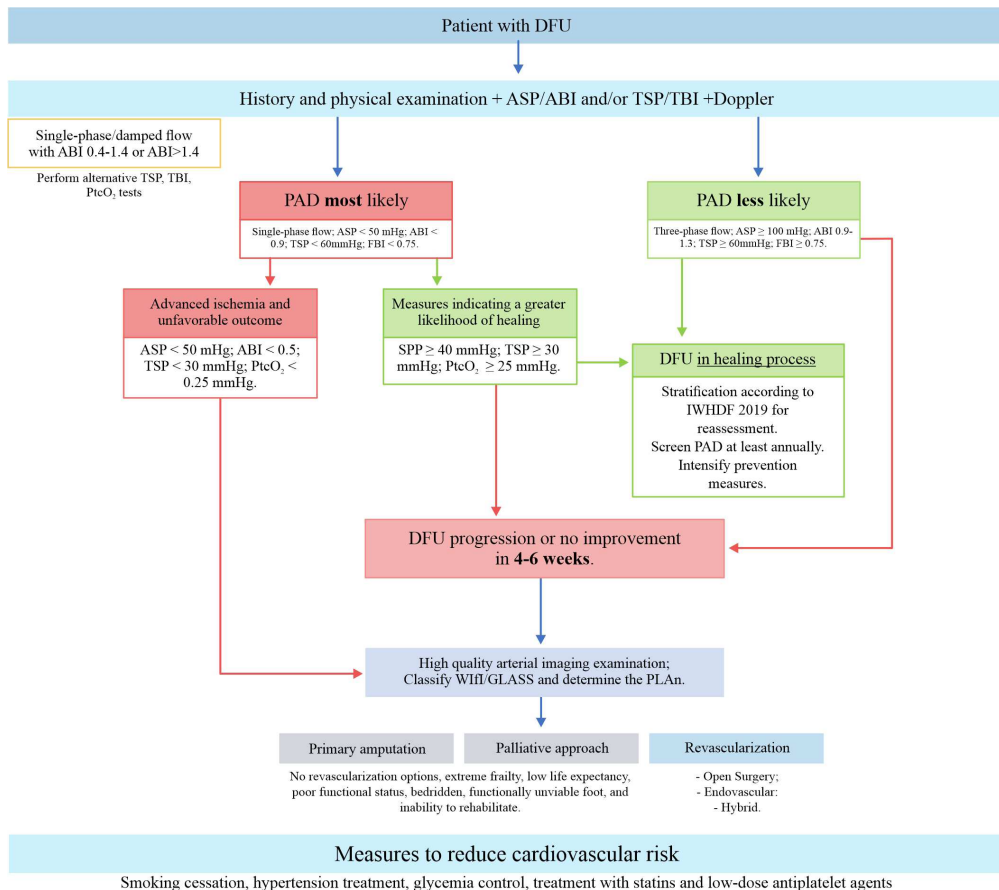 Patient with DFU
History and physical examination + ASP/ABI and/or TSP/TBI +Doppler
Single-phase/damped flow
with ABI 0.4-1.4 or ABI>1.4
Perform alternative TSP, TBI,
PtcO₂ tests
PAD most likely
Single-phase flow; ASP < 50 mHg; ABI <
0.9; TSP < 60mmHg; FBI < 0.75.
PAD less likely
Three-phase flow; ASP ≥ 100 mHg; ABI 0.9-
1.3; TSP ≥ 60mmHg; FBI ≥ 0.75.
Advanced ischemia and
unfavorable outcome
ASP < 50 mHg; ABI < 0.5;
TSP < 30 mmHg; PtcO₂ <
0.25 mmHg.
Measures indicating a greater
likelihood of healing
SPP ≥ 40 mmHg; TSP ≥ 30
mmHg; PtcO₂ ≥ 25 mmHg.
DFU in healing process
Stratification according to
IWHDF 2019 for
reassessment.
Screen PAD at least annually.
Intensify prevention
measures.
DFU progression or no improvement
in 4-6 weeks.
High quality arterial imaging examination;
Classify WIfI/GLASS and determine the PLAn.
Primary amputation
Palliative approach
No revascularization options, extreme frailty, low life expectancy,
poor functional status, bedridden, functionally unviable foot, and
inability to rehabilitate.
Revascularization
- Open Surgery;
- Endovascular:
- Hybrid.
Measures to reduce cardiovascular risk
Smoking cessation, hypertension treatment, glycemia control, treatment with statins and low-dose antiplatelet agents